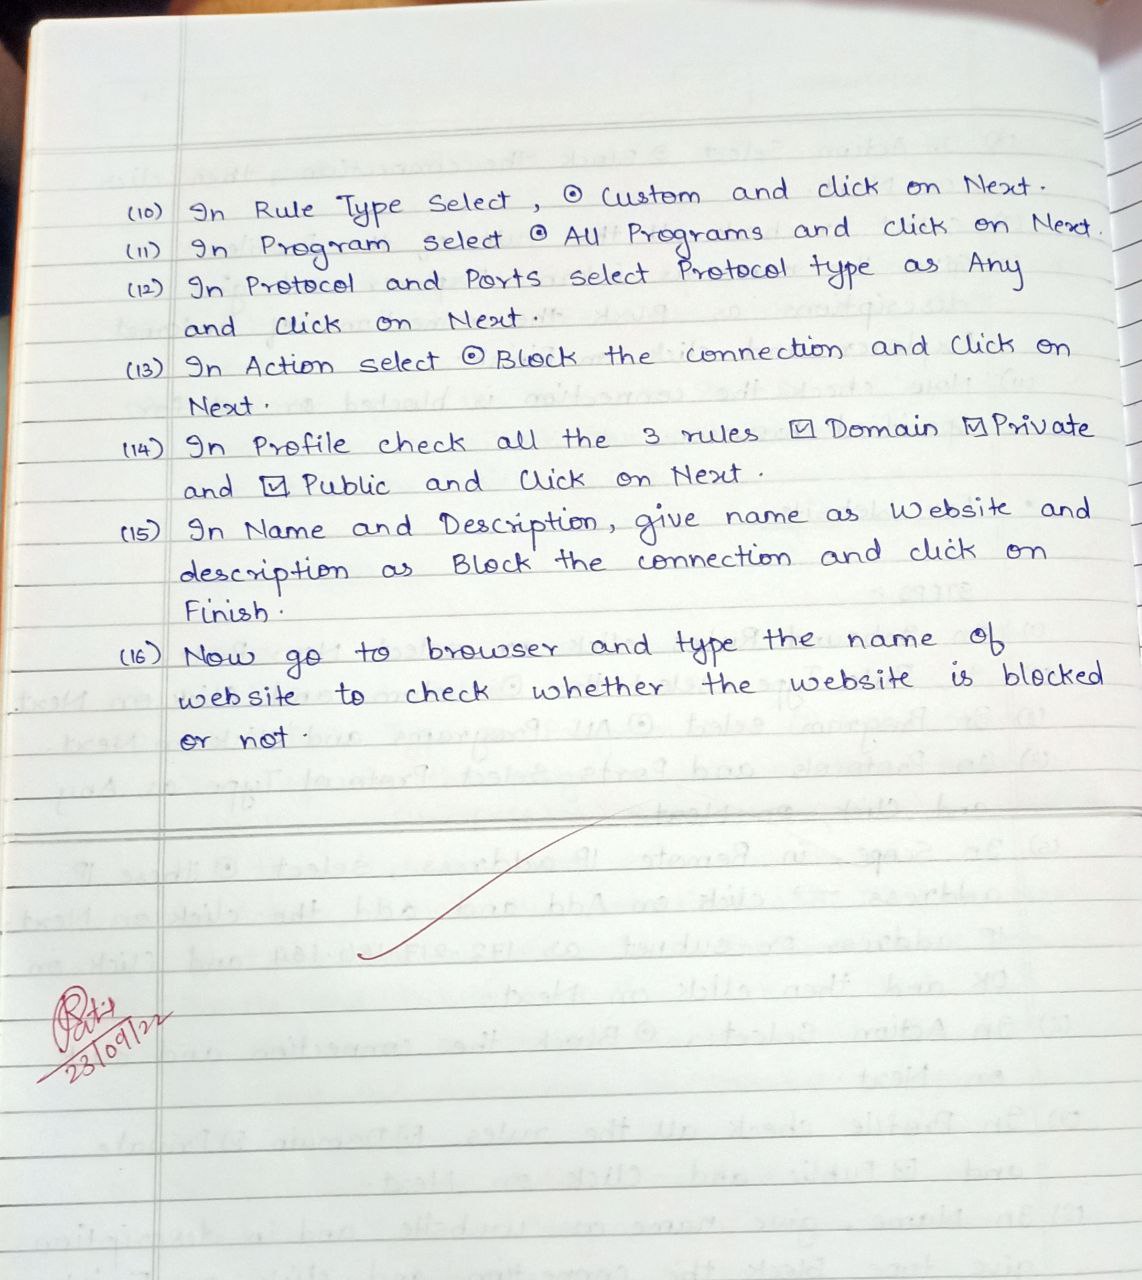 (10) In Rule Type Select, ⊙ Custom and click on Next.
(11) In Program select ⊙ All Programs and click on Next.
(12) In Protocol and Ports select Protocol type as Any
and Click on Next.
(13) In Action select ⊙ Block the connection and Click on
Next.
(14) In Profile check all the 3 rules ☑ Domain ☑ Private
and ☑ Public and Click on Next.
(15) In Name and Description, give name as Website and
description as Block the connection and click on
Finish.
(16) Now go to browser and type the name of
website to check whether the website is blocked
or not.
23/09/22